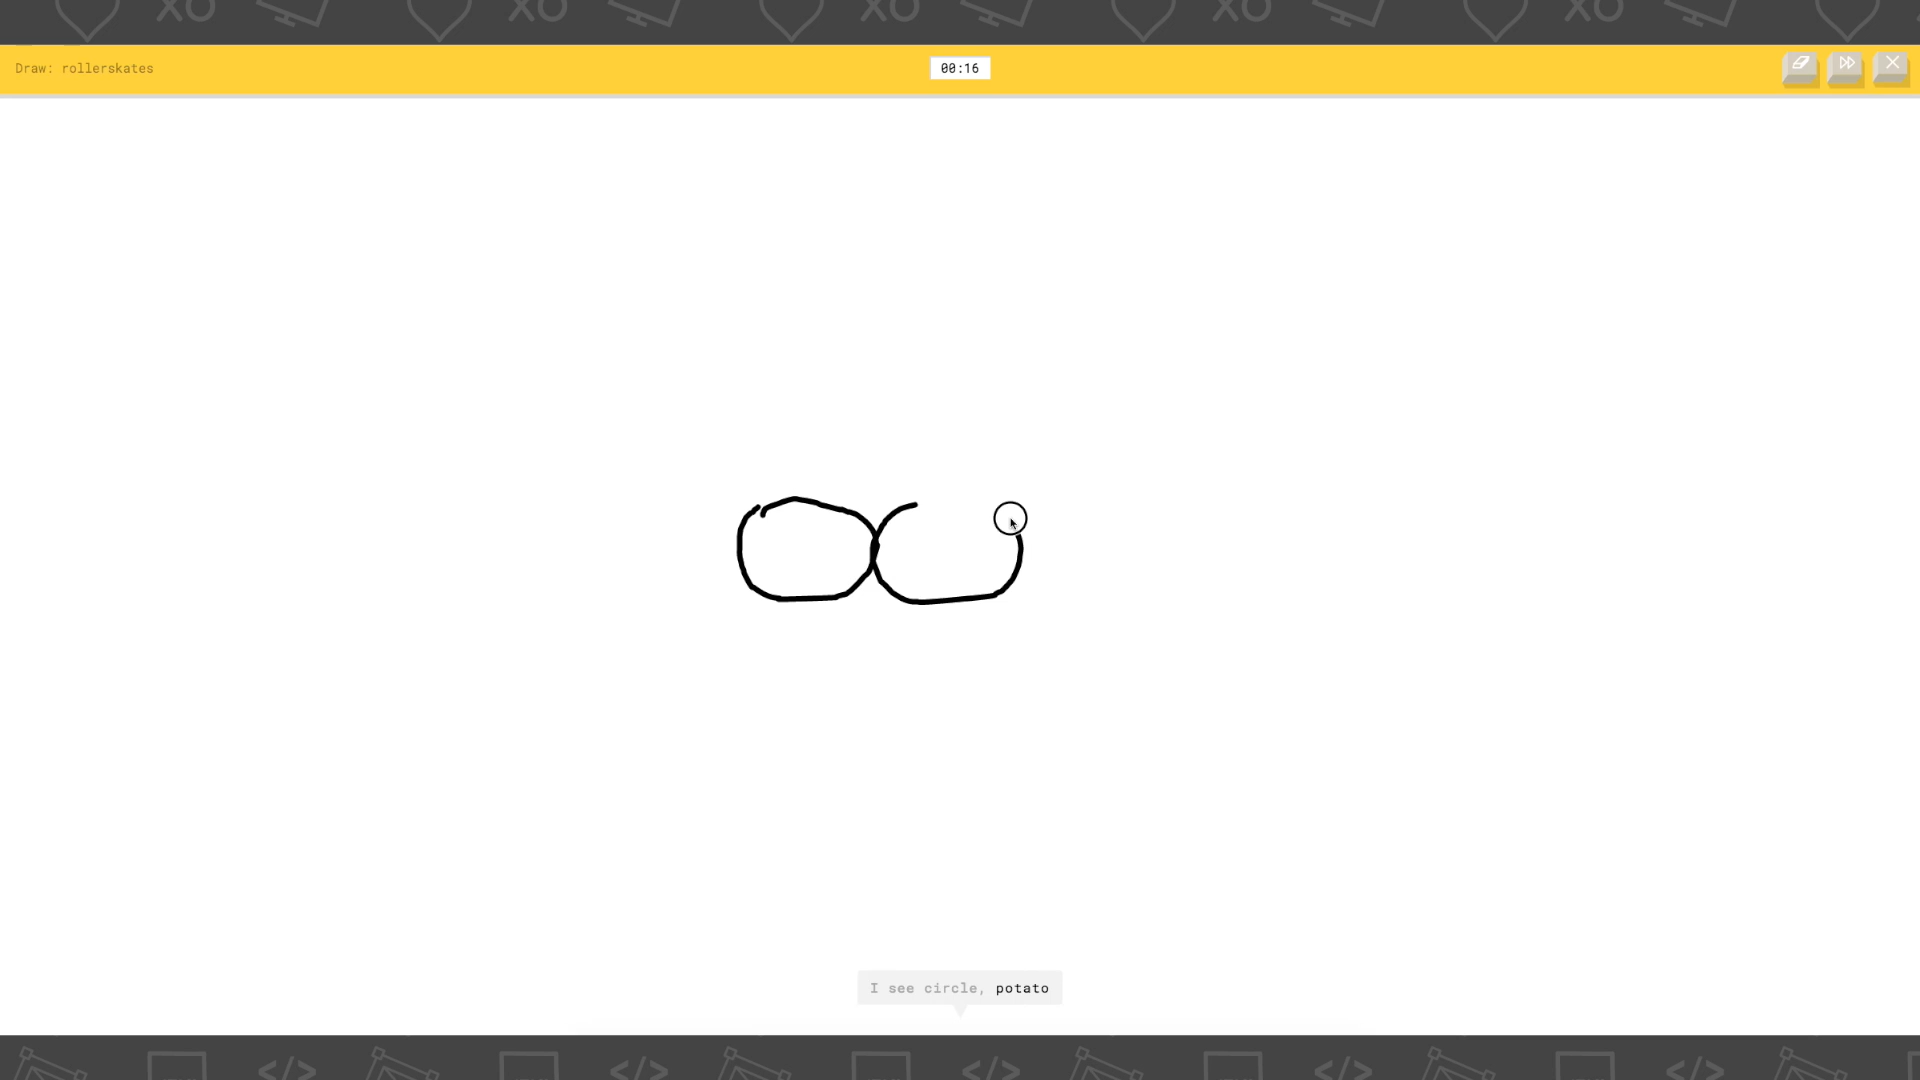 Draw: rollerskates
00:16
I see circle, potato